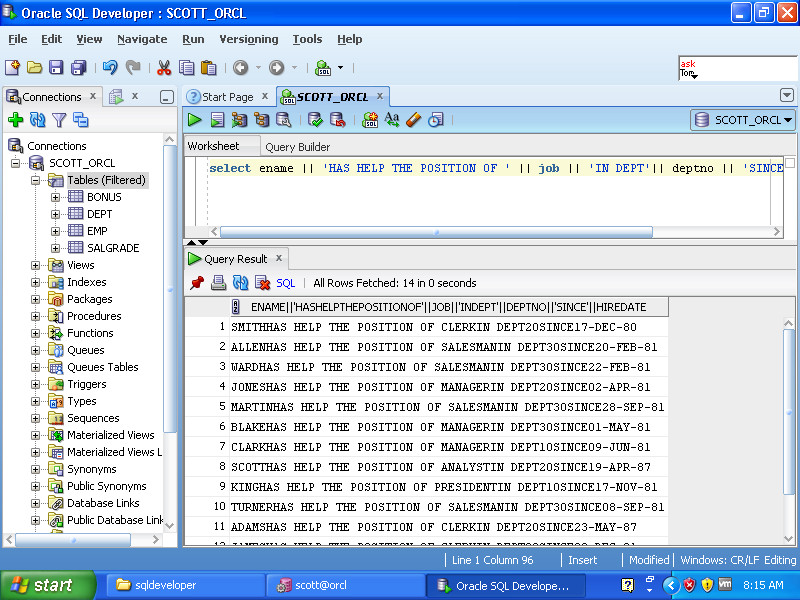 Oracle SQL Developer : SCOTT_ORCL
File Edit View Navigate Run Versioning Tools Help
ask
Tom
Connections
Start Page
SCOTT_ORCL
SCOTT_ORCL
Connections
SCOTT_ORCL
Tables (Filtered)
BONUS
DEPT
EMP
SALGRADE
Views
Indexes
Packages
Procedures
Functions
Queues
Queues Tables
Triggers
Types
Sequences
Materialized Views
Materialized Views L
Synonyms
Public Synonyms
Database Links
Public Database Link
Worksheet Query Builder
select ename || 'HAS HELP THE POSITION OF ' || job || 'IN DEPT'|| deptno || 'SINCE
Query Result
SQL | All Rows Fetched: 14 in 0 seconds
ENAME||'HASHELPTHEPOSITIONOF'||JOB||'INDEPT'||DEPTNO||'SINCE'||HIREDATE
1 SMITHHAS HELP THE POSITION OF CLERKIN DEPT20SINCE17-DEC-80
2 ALLENHAS HELP THE POSITION OF SALESMANIN DEPT30SINCE20-FEB-81
3 WARDHAS HELP THE POSITION OF SALESMANIN DEPT30SINCE22-FEB-81
4 JONESHAS HELP THE POSITION OF MANAGERIN DEPT20SINCE02-APR-81
5 MARTINHAS HELP THE POSITION OF SALESMANIN DEPT30SINCE28-SEP-81
6 BLAKEHAS HELP THE POSITION OF MANAGERIN DEPT30SINCE01-MAY-81
7 CLARKHAS HELP THE POSITION OF MANAGERIN DEPT10SINCE09-JUN-81
8 SCOTTHAS HELP THE POSITION OF ANALYSTIN DEPT20SINCE19-APR-87
9 KINGHAS HELP THE POSITION OF PRESIDENTIN DEPT10SINCE17-NOV-81
10 TURNERHAS HELP THE POSITION OF SALESMANIN DEPT30SINCE08-SEP-81
11 ADAMSHAS HELP THE POSITION OF CLERKIN DEPT20SINCE23-MAY-87
Line 1 Column 96 | Insert | Modified | Windows: CR/LF Editing
start sqldeveloper scott@orcl Oracle SQL Develope... 8:15 AM